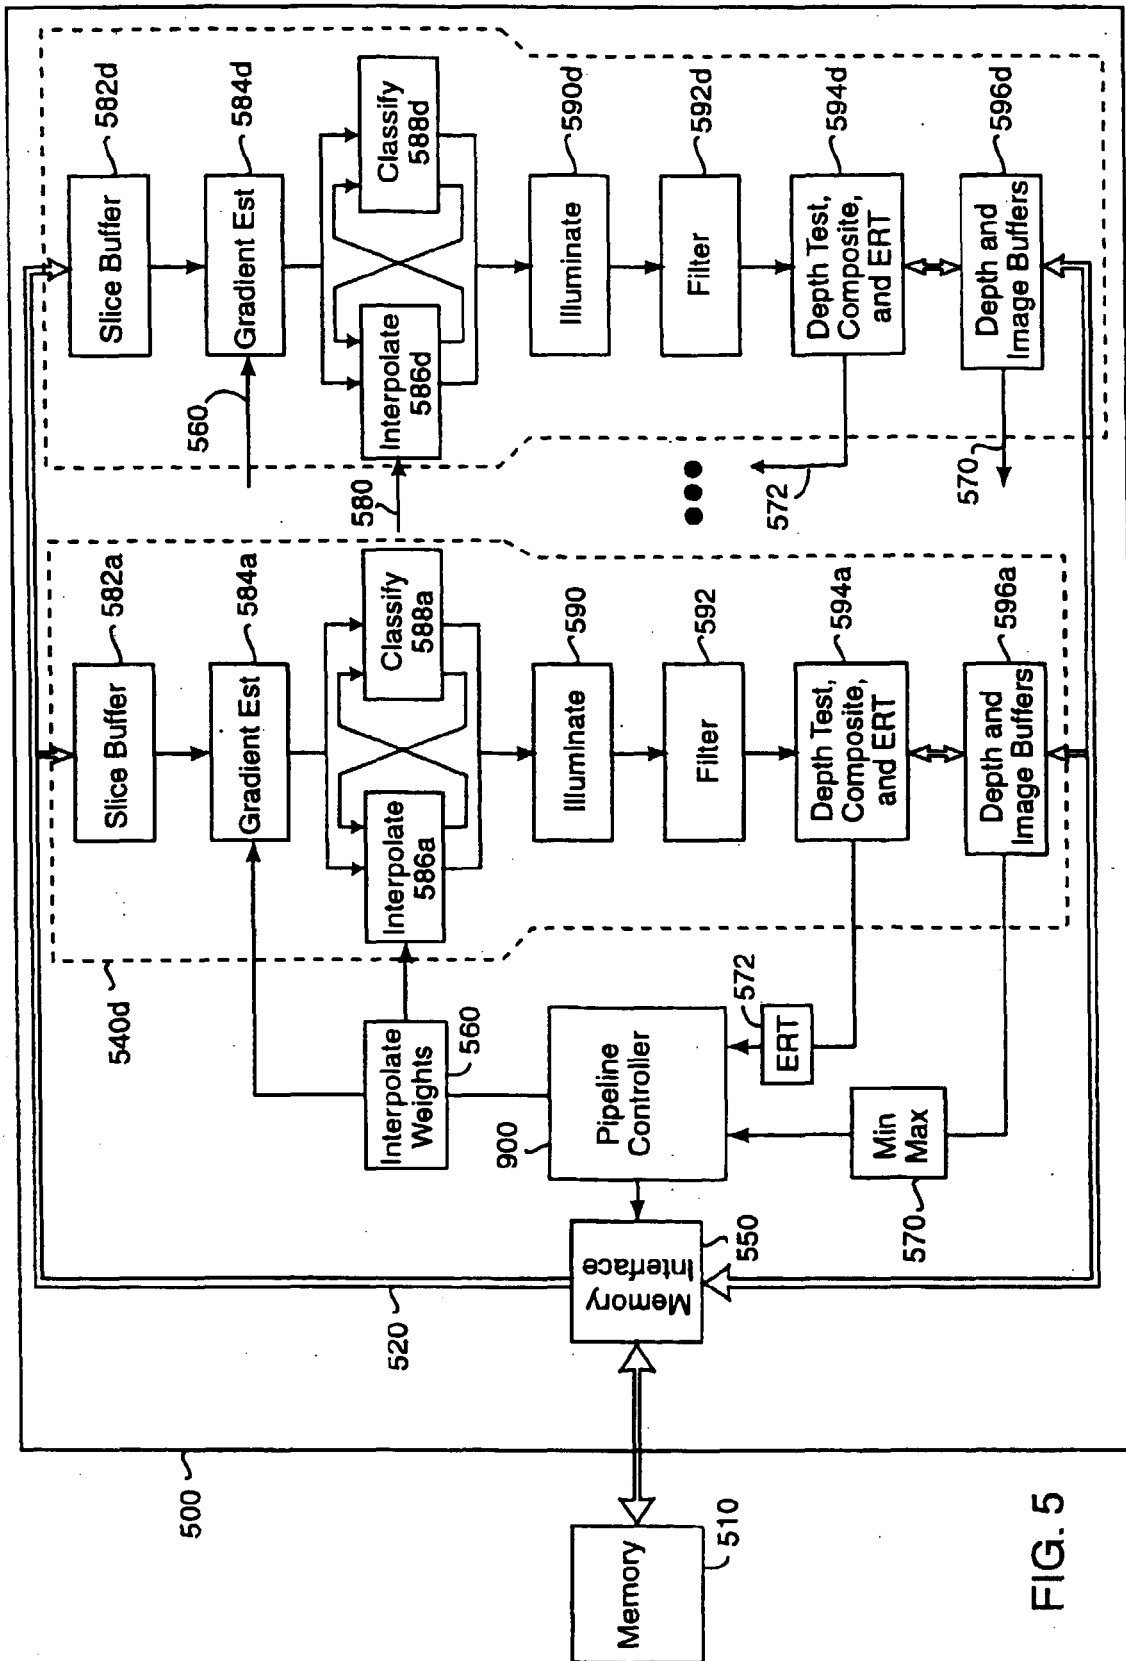 500
520
540d
Memory
510
Memory
Interface
550
Pipeline
Controller
900
Interpolate
Weights
560
ERT
572
Min
Max
570
Slice Buffer
582a
Gradient Est
584a
Interpolate
586a
Classify
588a
Illuminate
590
Filter
592
Depth Test,
Composite,
and ERT
594a
Depth and
Image Buffers
596a
560
580
572
570
Slice Buffer
582d
Gradient Est
584d
Interpolate
586d
Classify
588d
Illuminate
590d
Filter
592d
Depth Test,
Composite,
and ERT
594d
Depth and
Image Buffers
596d
FIG. 5